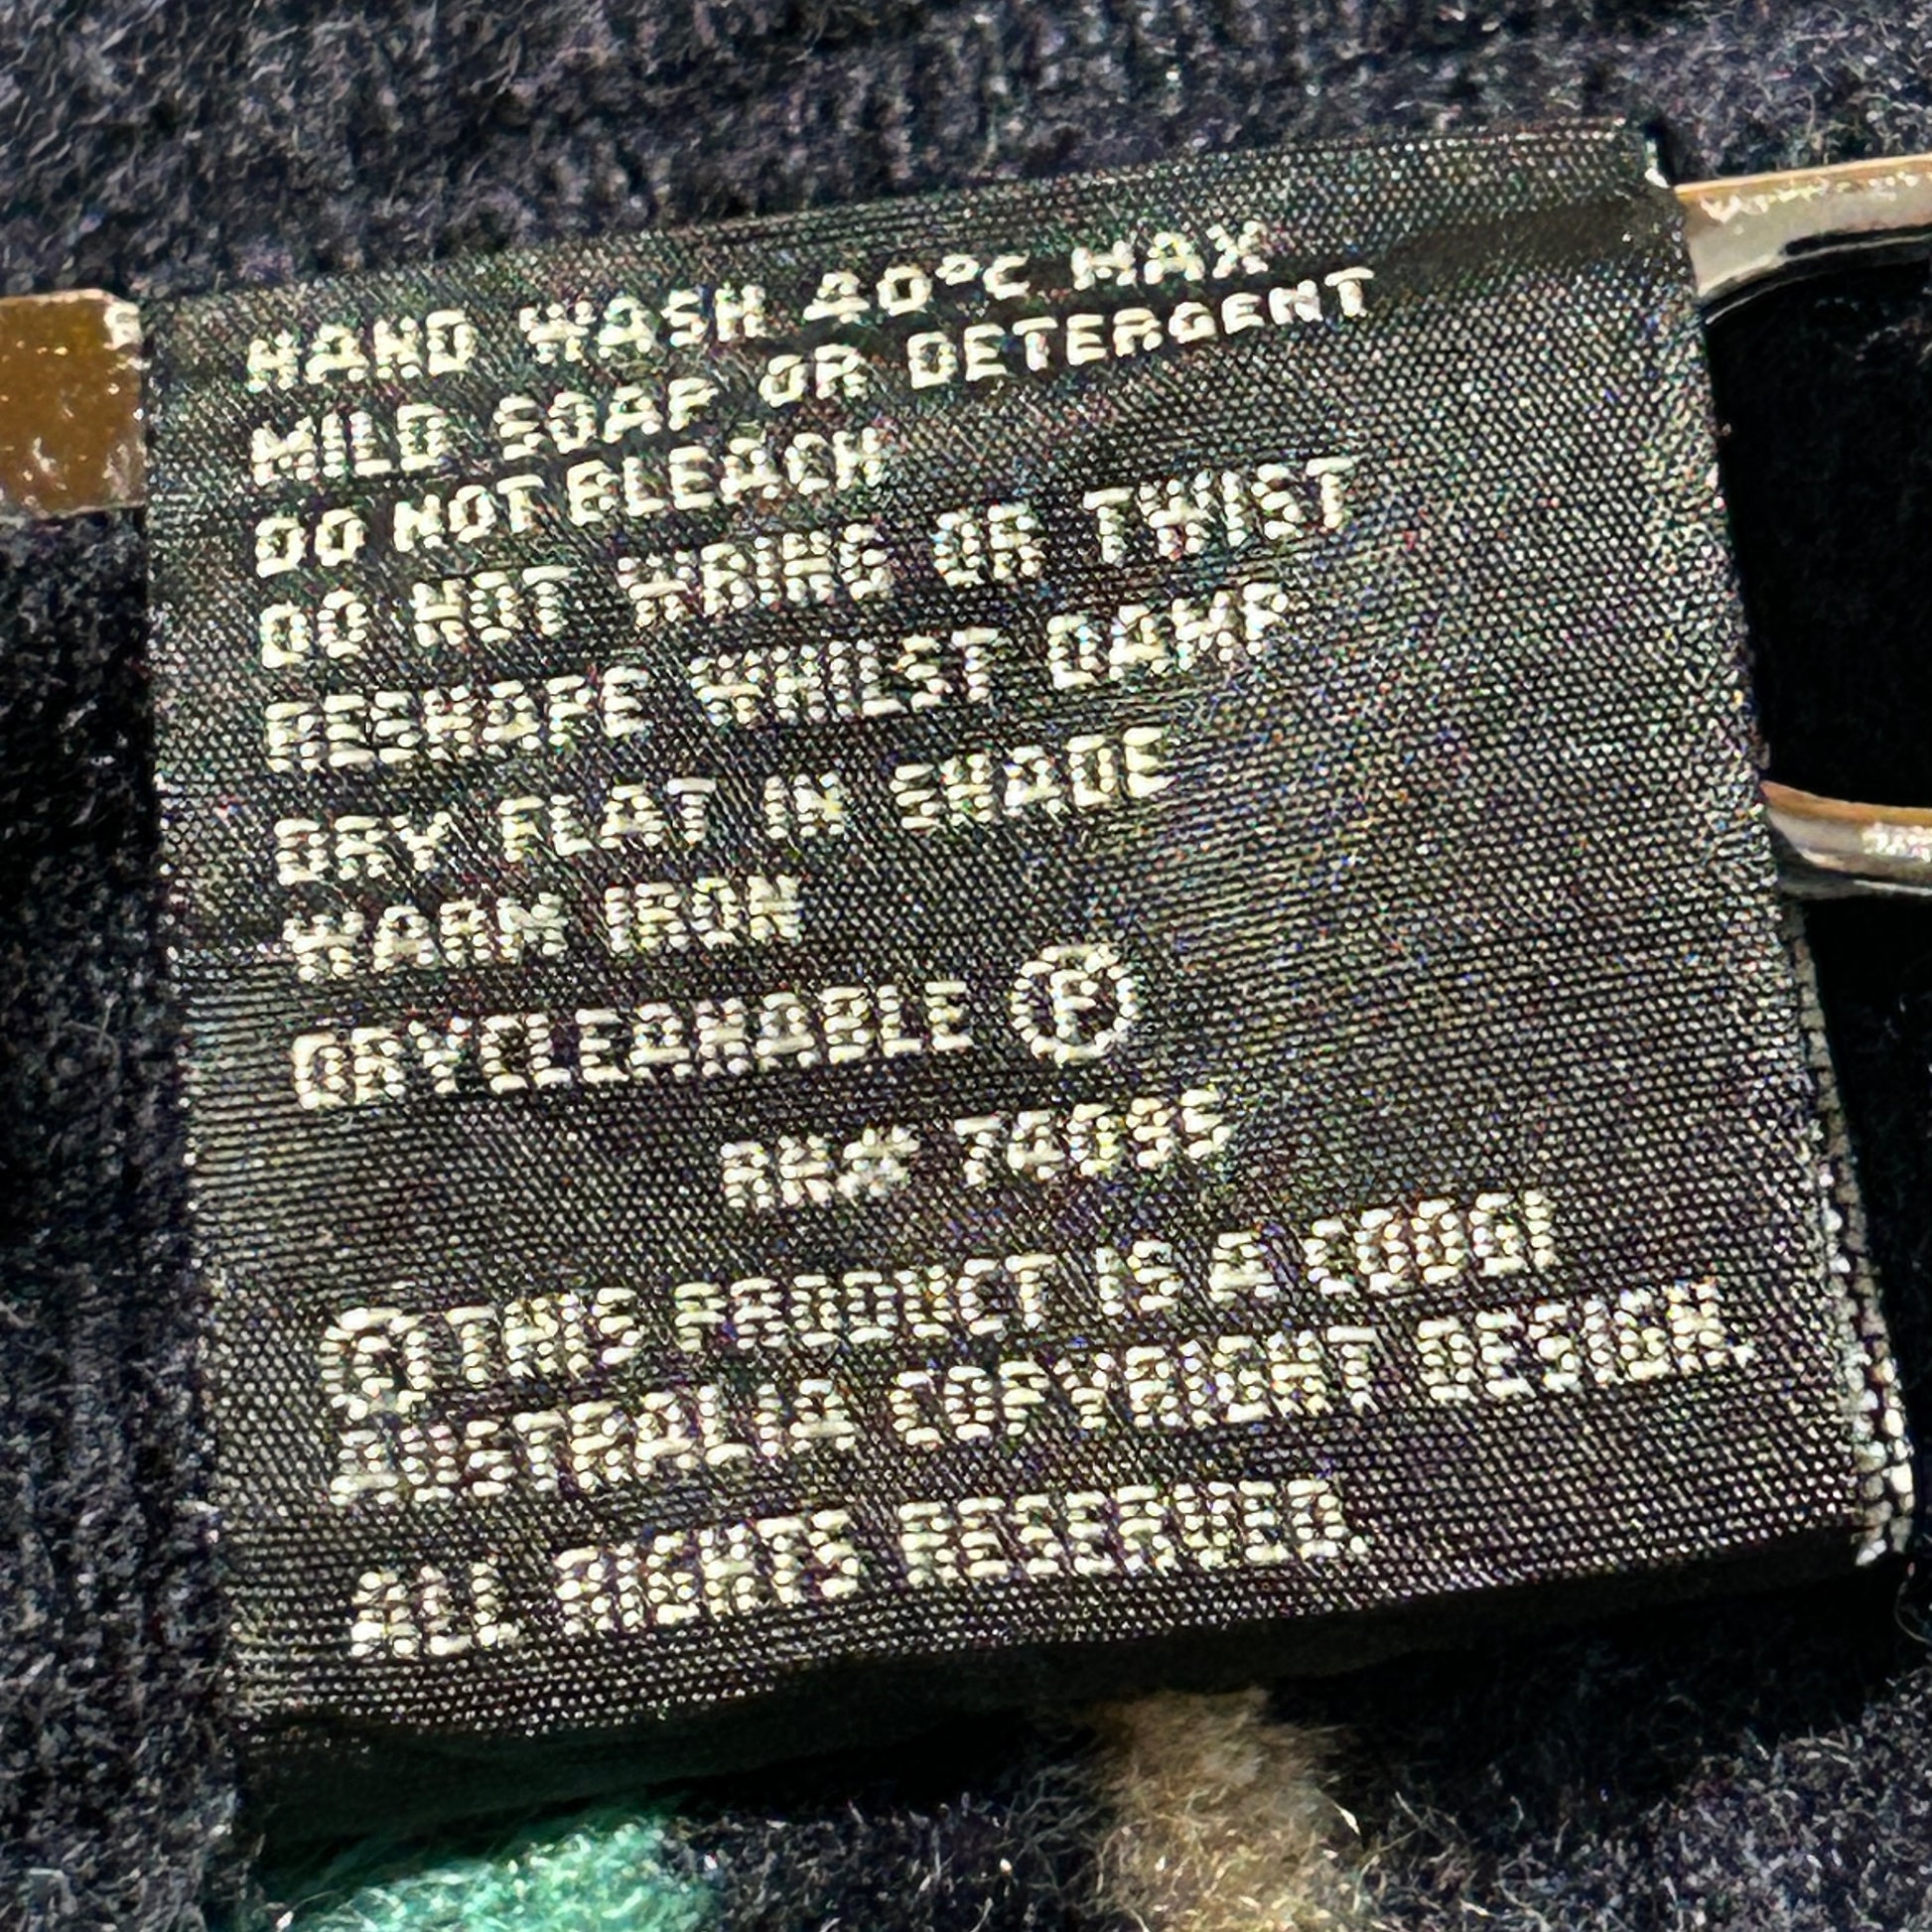 HAND WASH 40°C MAX
MILD SOAP OR DETERGENT
DO NOT BLEACH
DO NOT WRING OR TWIST
RESHAPE WHILST DAMP
DRY FLAT IN SHADE
WARM IRON
DRYCLEANABLE Ⓟ
RN# 74095
THIS PRODUCT IS A COOGI
AUSTRALIA COPYRIGHT DESIGN.
ALL RIGHTS RESERVED.